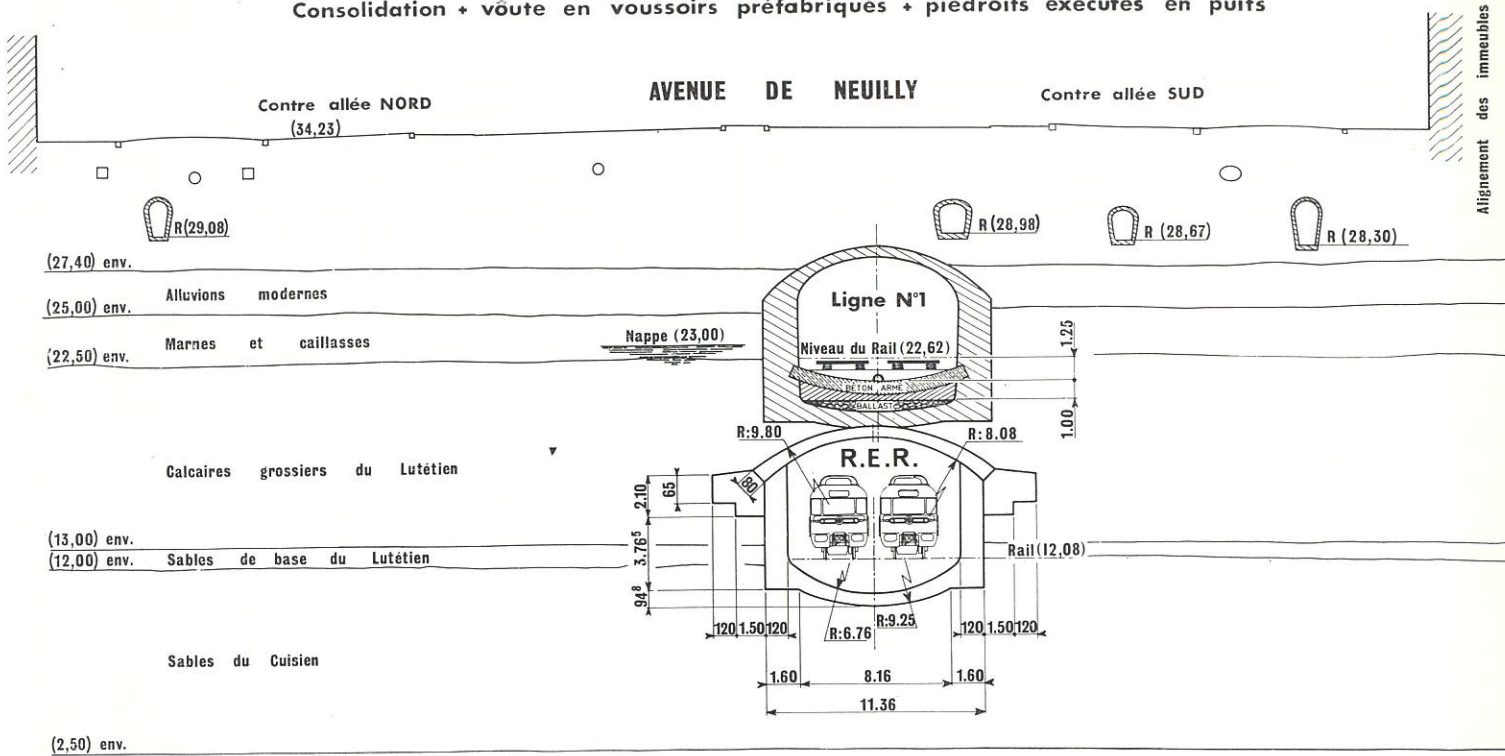 Consolidation + voûte en voussoirs préfabriqués + piédroits exécutés en puits
Alignement des immeubles
AVENUE DE NEUILLY
Contre allée NORD
(34,23)
Contre allée SUD
R(29,08)
R (28,98)
R (28,67)
R (28,30)
(27,40) env.
Alluvions modernes
Ligne N°1
(25,00) env.
Marnes et caillasses
Nappe (23,00)
Niveau du Rail (22,62)
1.25
(22,50) env.
BÉTON ARMÉ
BALLAST
1.00
R:9.80
R:8.08
R.E.R.
Calcaires grossiers du Lutétien
2.10
65
80
3.76⁵
(13,00) env.
(12,00) env.
Sables de base du Lutétien
Rail (12,08)
94⁸
120 1.50 120
R:6.76
R:9.25
120 1.50 120
Sables du Cuisien
1.60
8.16
1.60
11.36
(2,50) env.